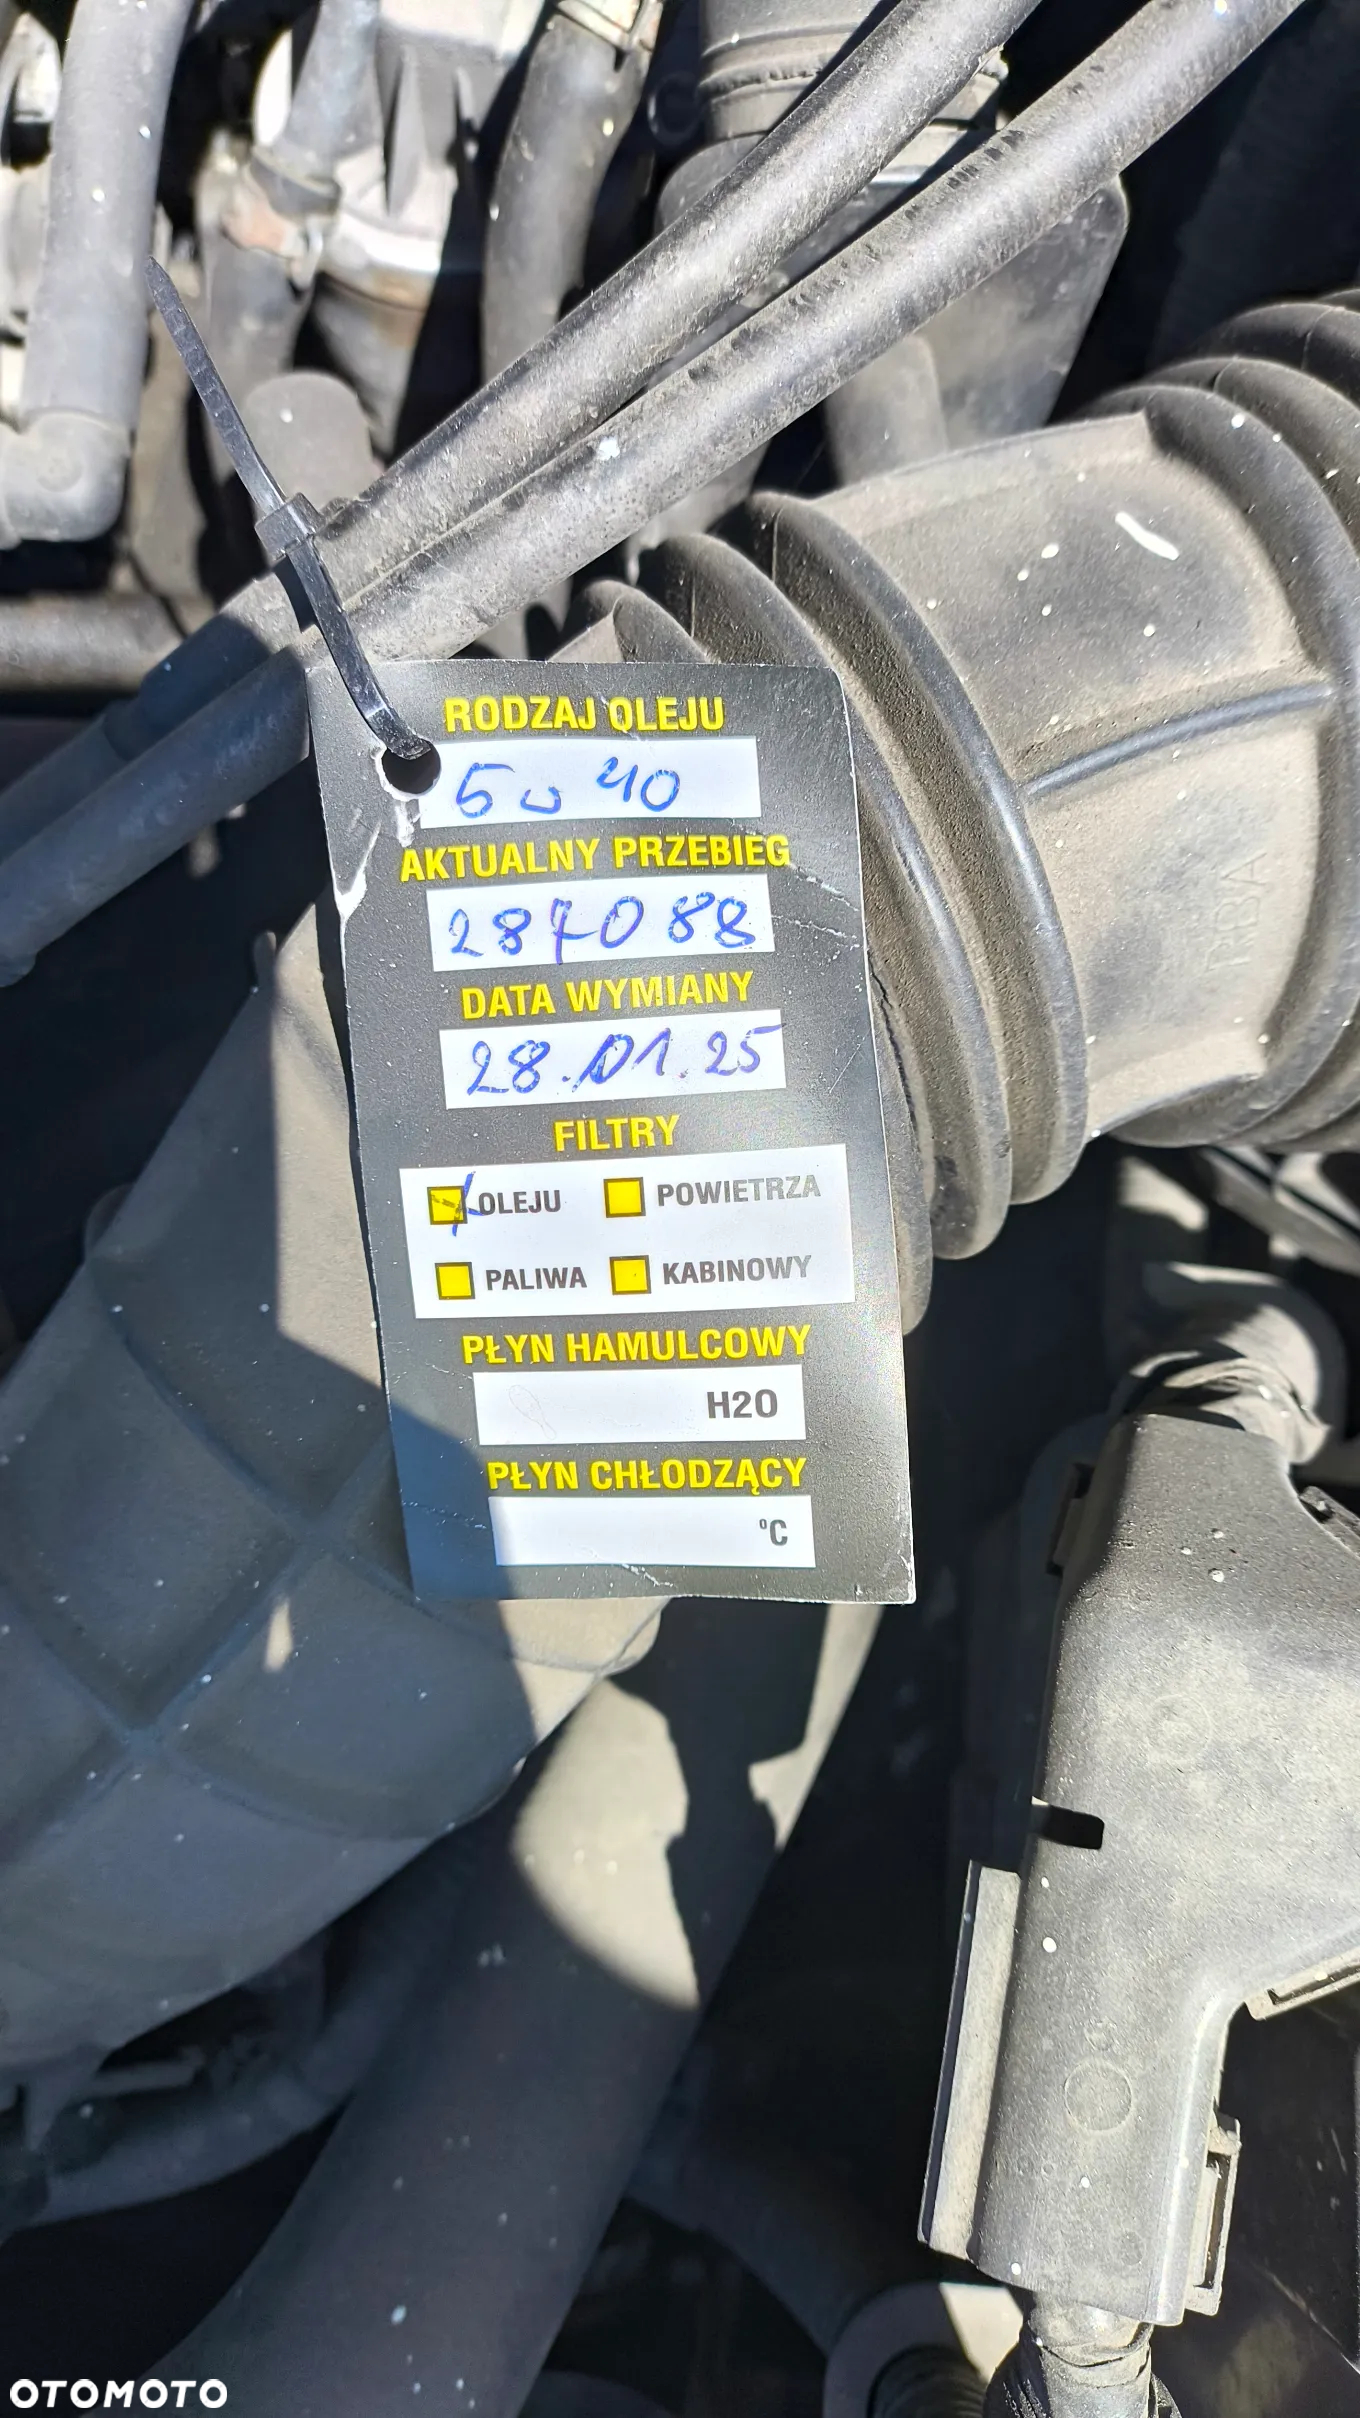 RODZAJ OLEJU
5w40
AKTUALNY PRZEBIEG
287088
DATA WYMIANY
28.01.25
FILTRY
OLEJU POWIETRZA
PALIWA KABINOWY
PŁYN HAMULCOWY
H2O
PŁYN CHŁODZĄCY
°C
OTOMOTO